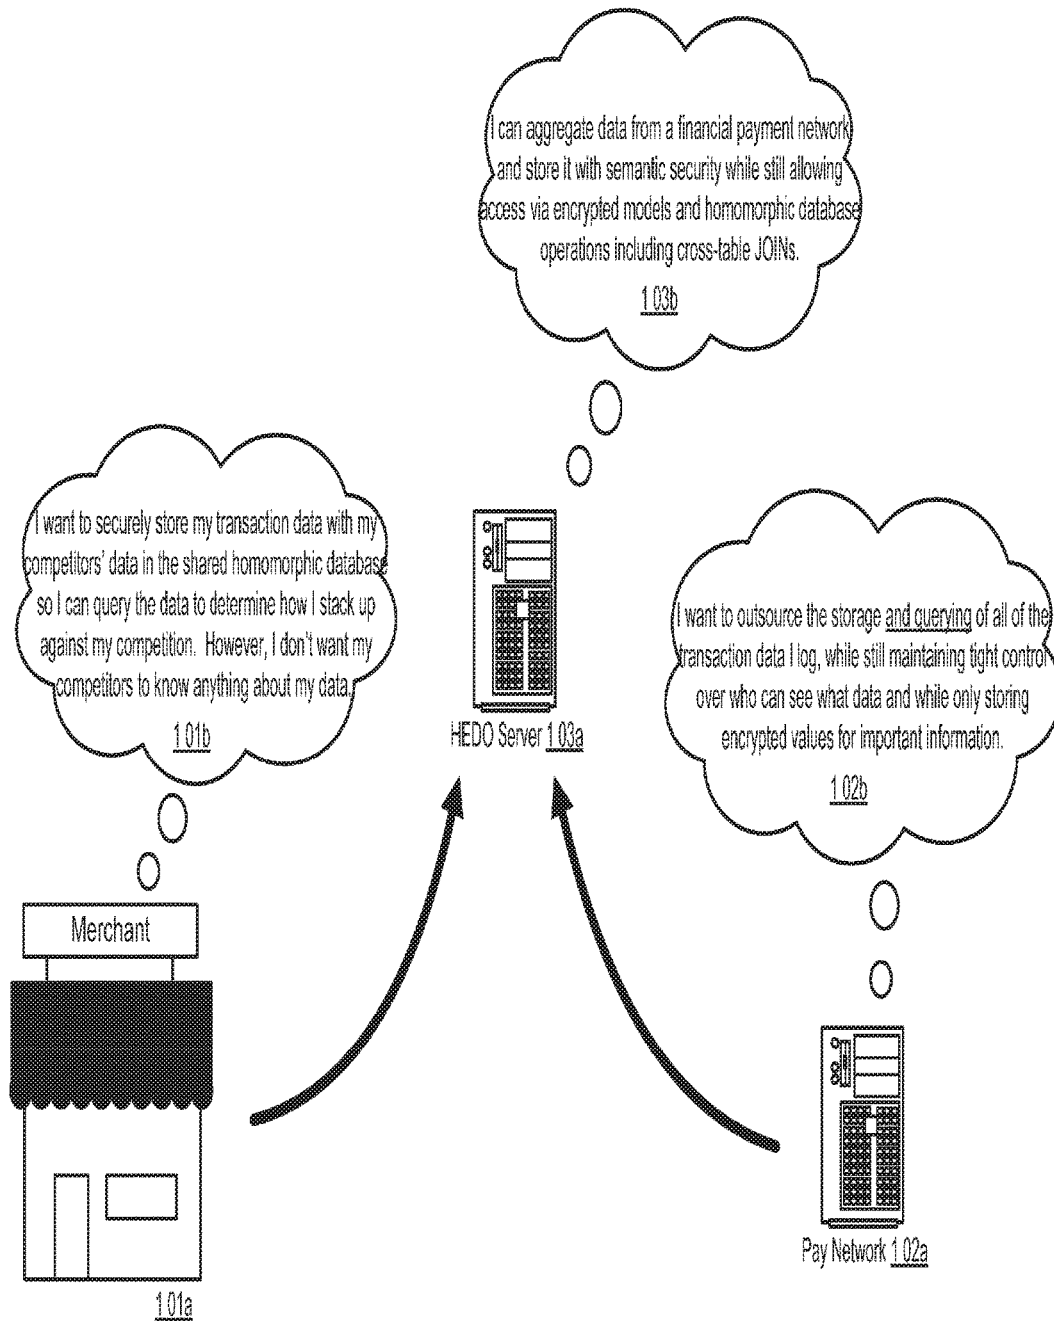 I can aggregate data from a financial payment network
and store it with semantic security while still allowing
access via encrypted models and homomorphic database
operations including cross-table JOINs.
103b
I want to securely store my transaction data with my
competitors' data in the shared homomorphic database
so I can query the data to determine how I stack up
against my competition. However, I don't want my
competitors to know anything about my data.
101b
HEDO Server 103a
I want to outsource the storage and querying of all of the
transaction data I log, while still maintaining tight control
over who can see what data and while only storing
encrypted values for important information.
102b
Merchant
101a
Pay Network 102a